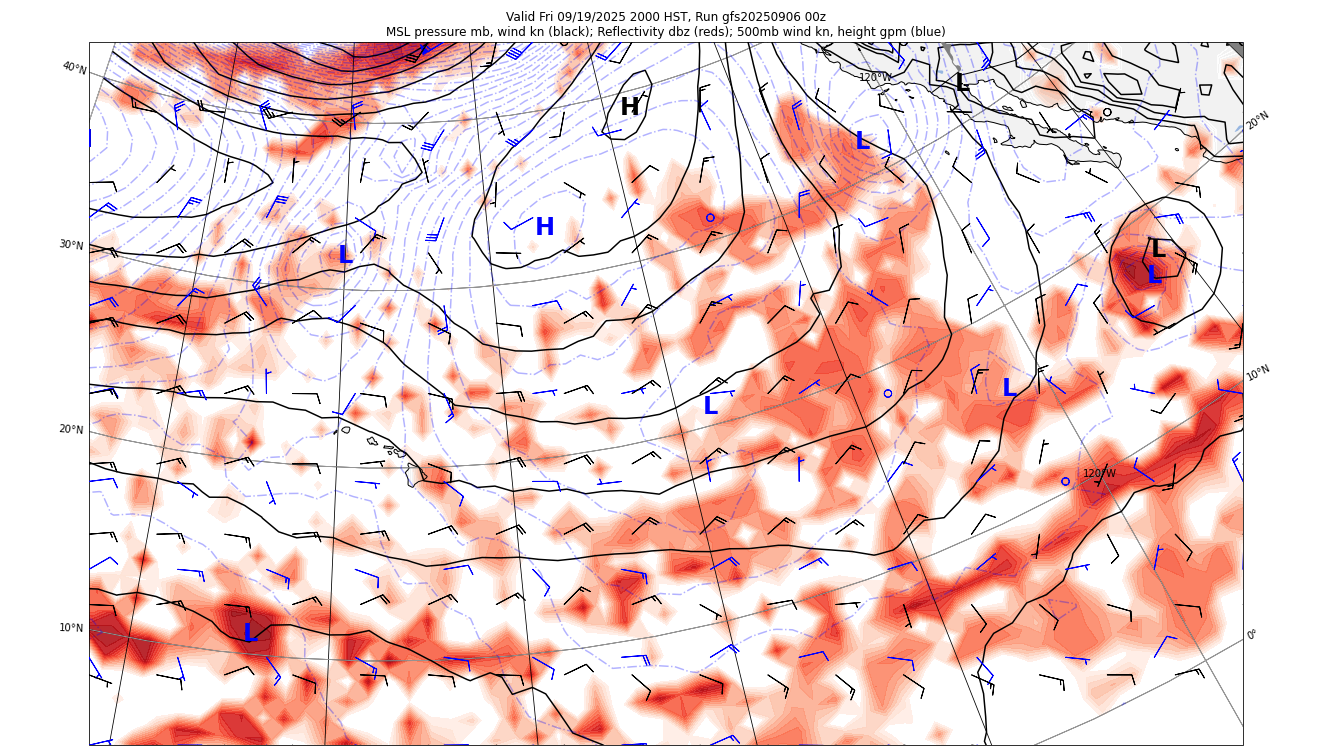 Valid Fri 09/19/2025 2000 HST, Run gfs20250906 00z
MSL pressure mb, wind kn (black); Reflectivity dbz (reds); 500mb wind kn, height gpm (blue)
L
40°N
120°W
L
H
20°N
L
H
30°N
L
L
L
10°N
L
L
20°N
120°W
10°N
L
0°